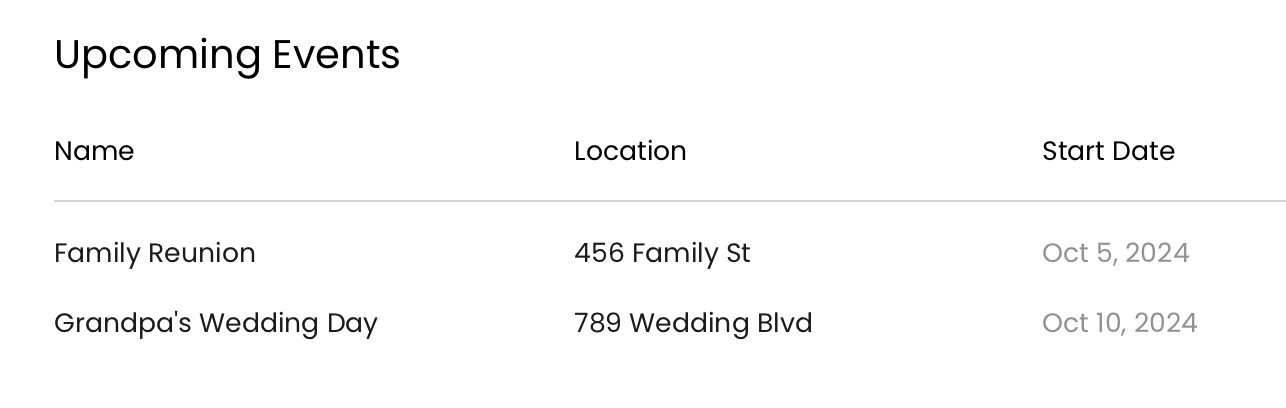 Upcoming Events
Name Location Start Date
Family Reunion 456 Family St Oct 5, 2024
Grandpa's Wedding Day 789 Wedding Blvd Oct 10, 2024